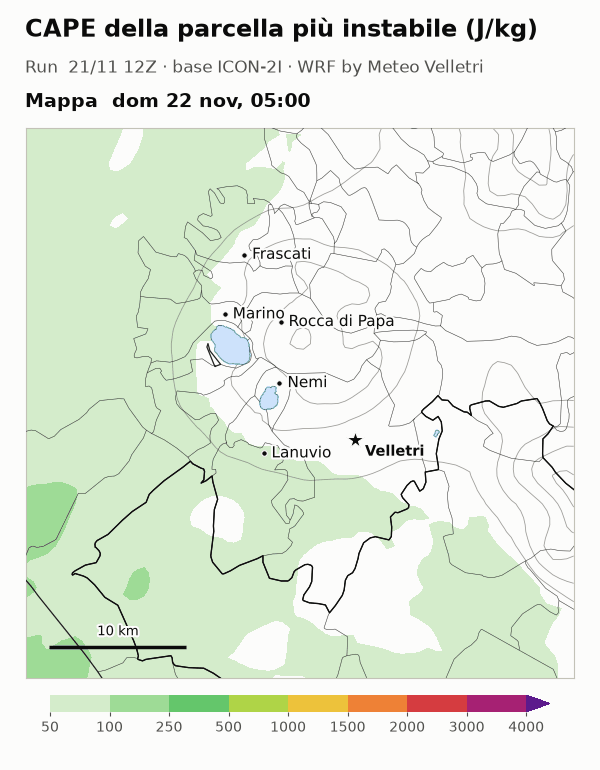 CAPE della parcella più instabile (J/kg)
Run  21/11 12Z · base ICON-2I · WRF by Meteo Velletri
Mappa  dom 22 nov, 05:00
Frascati
Marino
Rocca di Papa
Nemi
Velletri
Lanuvio
10 km
50 100 250 500 1000 1500 2000 3000 4000